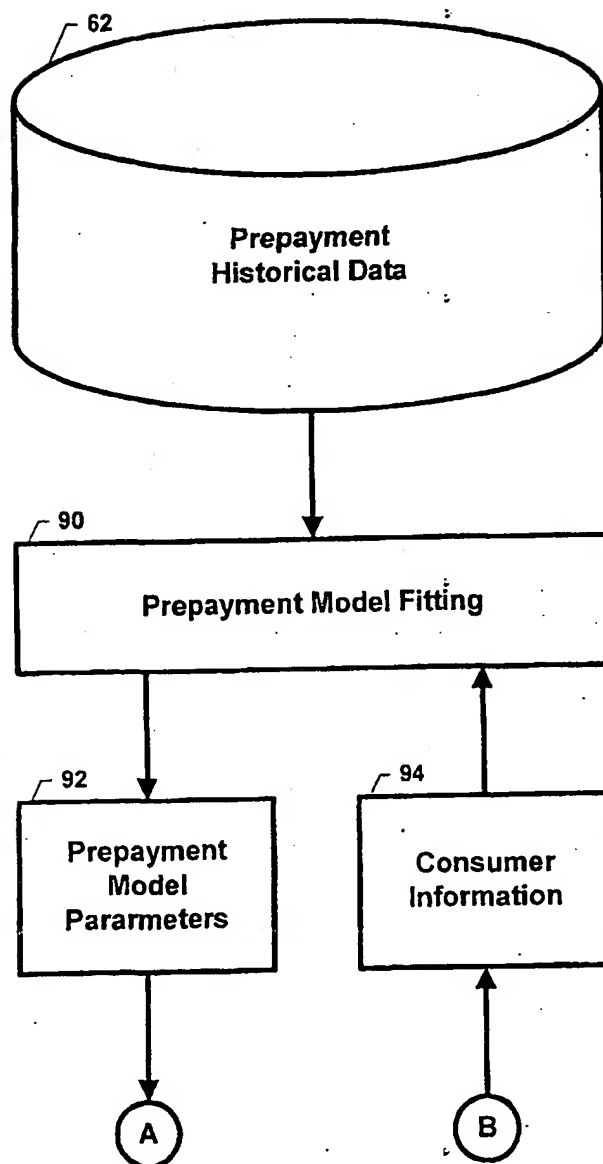 62
Prepayment
Historical Data
90
Prepayment Model Fitting
92
Prepayment
Model
Pararmeters
94
Consumer
Information
A
B